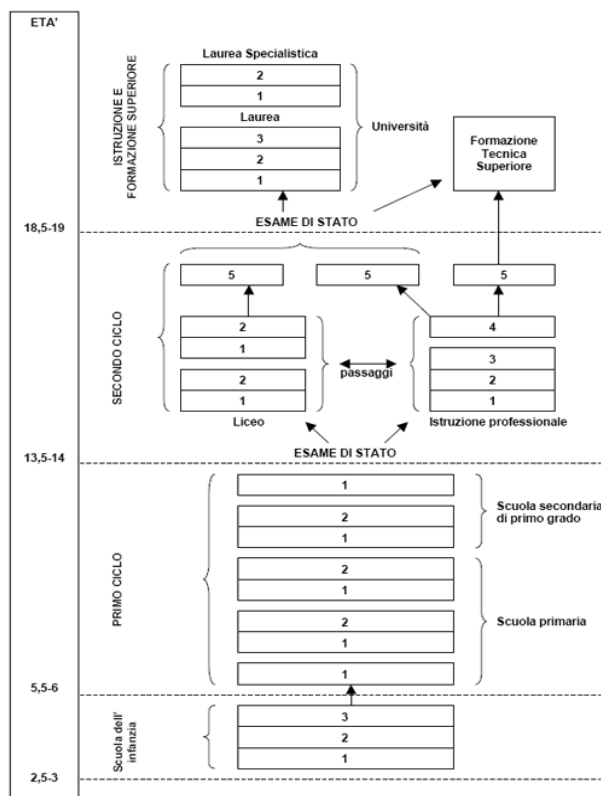 ETA'
Laurea Specialistica
2
1
Laurea
3
2
1
ISTRUZIONE E
FORMAZIONE SUPERIORE
Università
Formazione
Tecnica
Superiore
ESAME DI STATO
18,5-19
5
5
5
SECONDO CICLO
2
1
2
1
Liceo
passaggi
4
3
2
1
Istruzione professionale
ESAME DI STATO
13,5-14
PRIMO CICLO
1
2
1
Scuola secondaria
di primo grado
2
1
2
1
1
Scuola primaria
5,5-6
Scuola dell'
infanzia
3
2
1
2,5-3